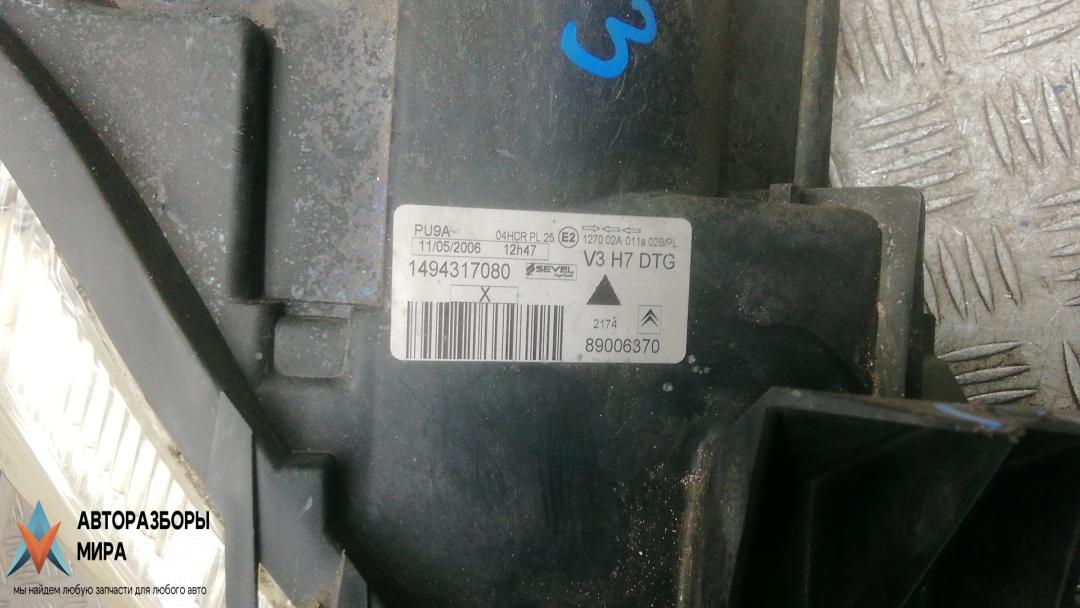 3
PU9A 04HCR PL 25 E2 1270 02A 011a 02B/PL
11/05/2006 12h47 V3 H7 DTG
1494317080 SEVEL
X
2174
89006370
АВТОРАЗБОРЫ
МИРА
мы найдем любую запчасти для любого авто